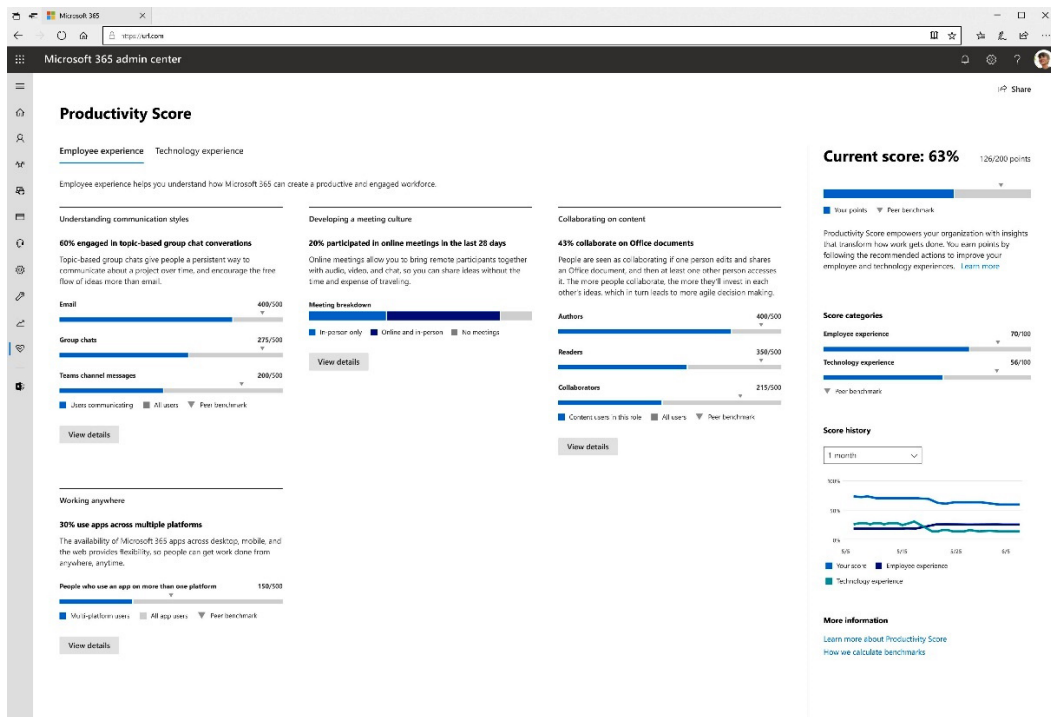 Microsoft 365
https://url.com
Microsoft 365 admin center
Share
Productivity Score
Employee experience Technology experience
Employee experience helps you understand how Microsoft 365 can create a productive and engaged workforce.
Understanding communication styles
60% engaged in topic-based group chat converations
Topic-based group chats give people a persistent way to
communicate about a project over time, and encourage the free
flow of ideas more than email.
Email 400/500
Group chats 275/500
Teams channel messages 200/500
Users communicating All users Peer benchmark
View details
Developing a meeting culture
20% participated in online meetings in the last 28 days
Online meetings allow you to bring remote participants together
with audio, video, and chat, so you can share ideas without the
time and expense of traveling.
Meeting breakdown
In-person only Online and in-person No meetings
View details
Collaborating on content
43% collaborate on Office documents
People are seen as collaborating if one person edits and shares
an Office document, and then at least one other person accesses
it. The more people collaborate, the more they'll invest in each
other's ideas, which in turn leads to more agile decision making.
Authors 400/500
Readers 350/500
Collaborators 215/500
Content users in this role All users Peer benchmark
View details
Working anywhere
30% use apps across multiple platforms
The availability of Microsoft 365 apps across desktop, mobile, and
the web provides flexibility, so people can get work done from
anywhere, anytime.
People who use an app on more than one platform 150/500
Multi-platform users All app users Peer benchmark
View details
Current score: 63% 126/200 points
Your points Peer benchmark
Productivity Score empowers your organization with insights
that transform how work gets done. You earn points by
following the recommended actions to improve your
employee and technology experiences. Learn more
Score categories
Employee experience 70/100
Technology experience 56/100
Peer benchmark
Score history
1 month
100%
50%
0%
5/5 5/15 5/25 6/5
Your score Employee experience
Technology experience
More information
Learn more about Productivity Score
How we calculate benchmarks